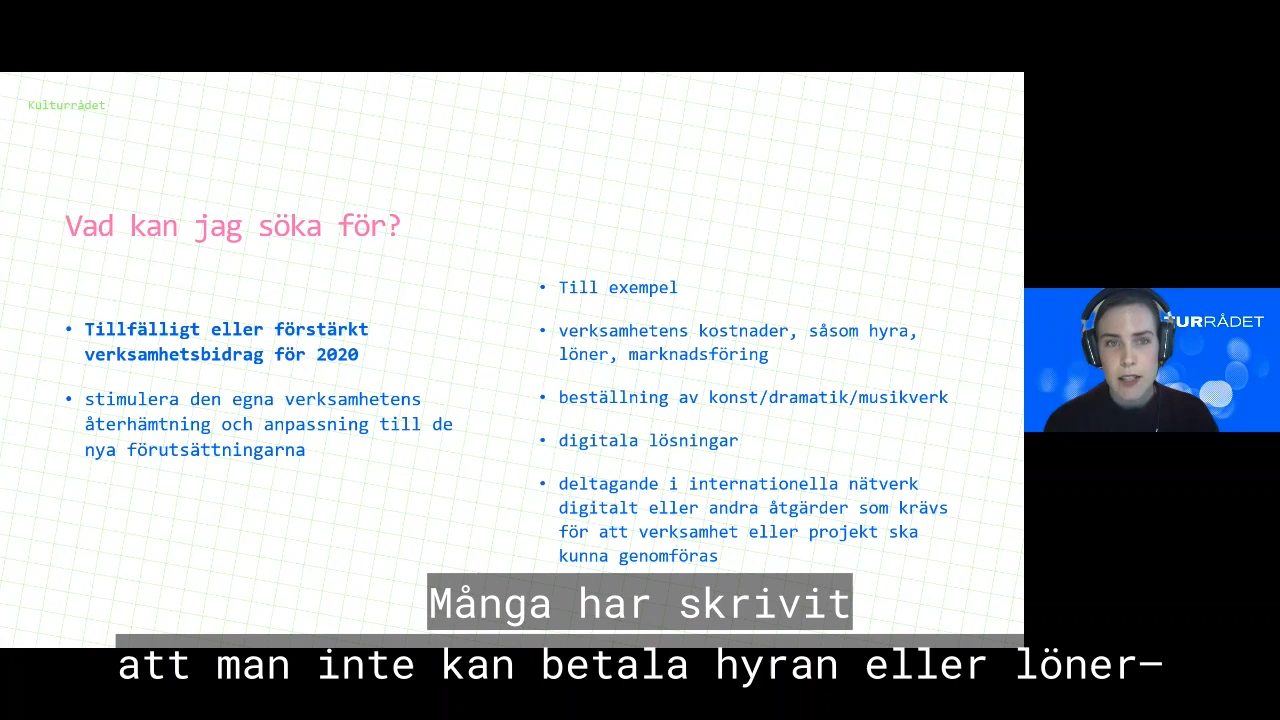 Kulturrådet
Vad kan jag söka för?
• Tillfälligt eller förstärkt
verksamhetsbidrag för 2020
• stimulera den egna verksamhetens
återhämtning och anpassning till de
nya förutsättningarna
• Till exempel
• verksamhetens kostnader, såsom hyra,
löner, marknadsföring
• beställning av konst/dramatik/musikverk
• digitala lösningar
• deltagande i internationella nätverk
digitalt eller andra åtgärder som krävs
för att verksamhet eller projekt ska
kunna genomföras
TURRÅDET
Många har skrivit
att man inte kan betala hyran eller löner–